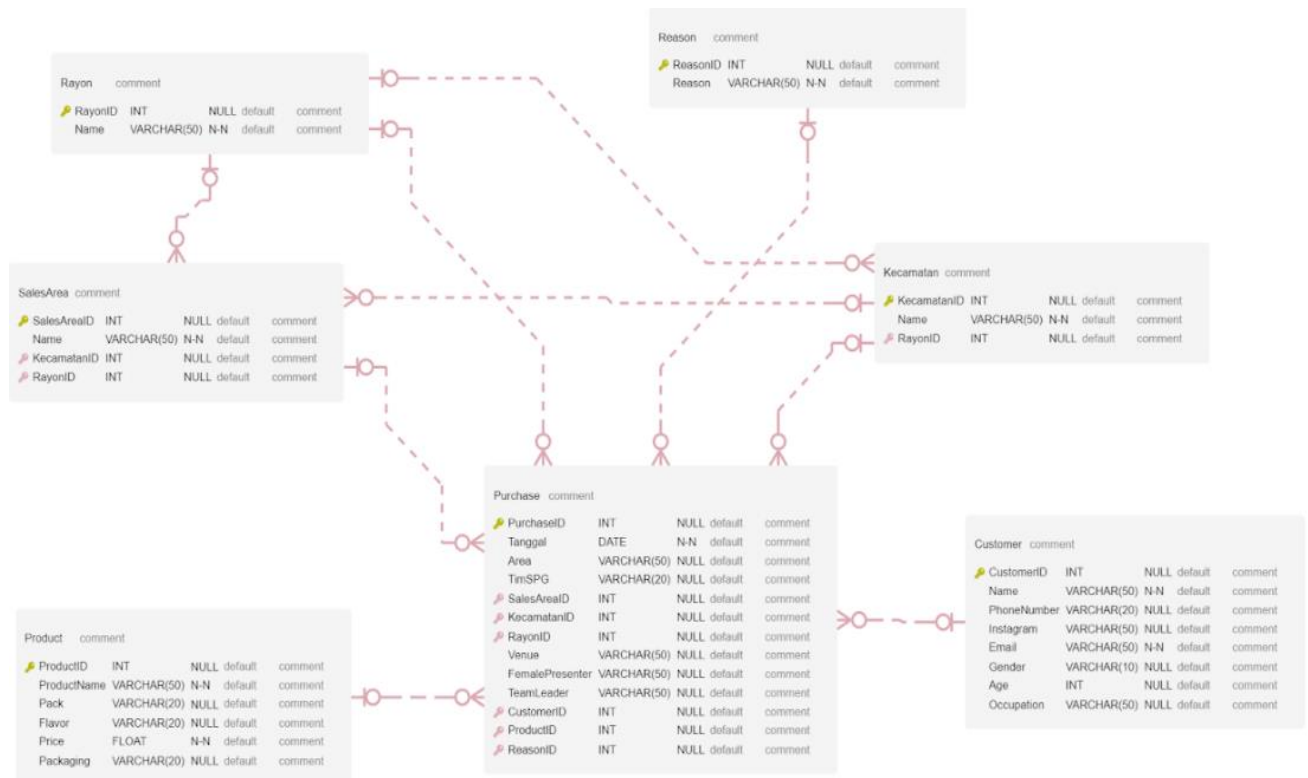 Reason comment
ReasonID INT NULL default comment
Reason VARCHAR(50) N-N default comment
Rayon comment
RayonID INT NULL default comment
Name VARCHAR(50) N-N default comment
SalesArea comment
SalesAreaID INT NULL default comment
Name VARCHAR(50) N-N default comment
KecamatanID INT NULL default comment
RayonID INT NULL default comment
Kecamatan comment
KecamatanID INT NULL default comment
Name VARCHAR(50) N-N default comment
RayonID INT NULL default comment
Purchase comment
PurchaseID INT NULL default comment
Tanggal DATE N-N default comment
Area VARCHAR(50) NULL default comment
TimSPG VARCHAR(20) NULL default comment
SalesAreaID INT NULL default comment
KecamatanID INT NULL default comment
RayonID INT NULL default comment
Venue VARCHAR(50) NULL default comment
FemalePresenter VARCHAR(50) NULL default comment
TeamLeader VARCHAR(50) NULL default comment
CustomerID INT NULL default comment
ProductID INT NULL default comment
ReasonID INT NULL default comment
Customer comment
CustomerID INT NULL default comment
Name VARCHAR(50) N-N default comment
PhoneNumber VARCHAR(20) NULL default comment
Instagram VARCHAR(50) NULL default comment
Email VARCHAR(50) N-N default comment
Gender VARCHAR(10) NULL default comment
Age INT NULL default comment
Occupation VARCHAR(50) NULL default comment
Product comment
ProductID INT NULL default comment
ProductName VARCHAR(50) N-N default comment
Pack VARCHAR(20) NULL default comment
Flavor VARCHAR(20) NULL default comment
Price FLOAT N-N default comment
Packaging VARCHAR(20) NULL default comment